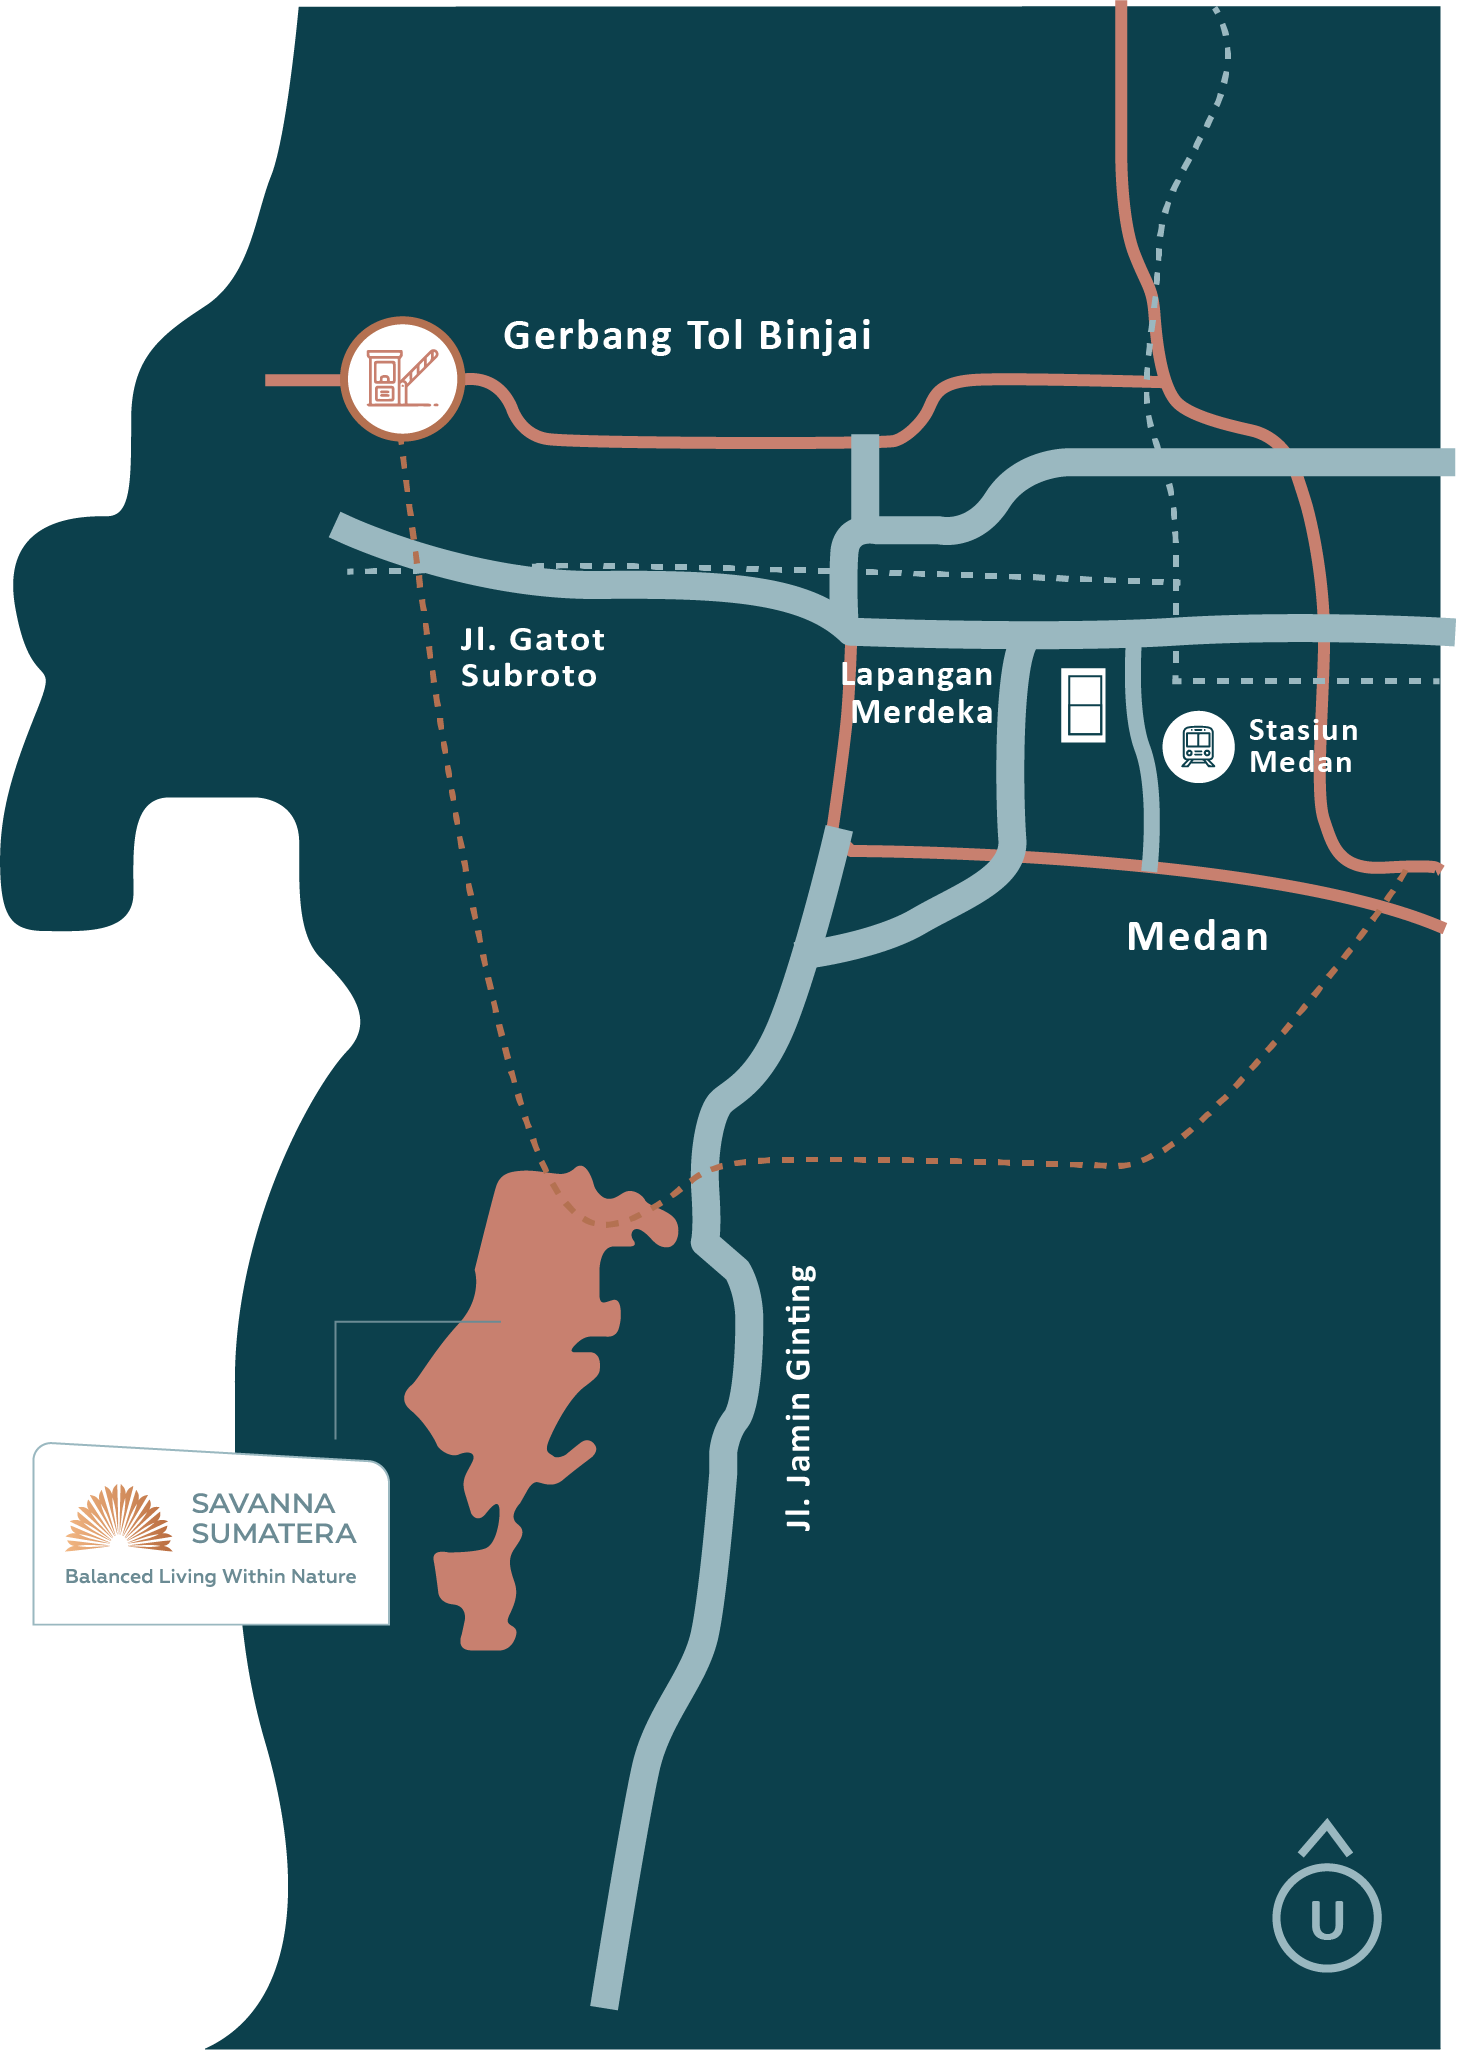 Gerbang Tol Binjai
Jl. Gatot
Subroto
Lapangan
Merdeka
Stasiun
Medan
Medan
Jl. Jamin Ginting
SAVANNA
SUMATERA
Balanced Living Within Nature
U